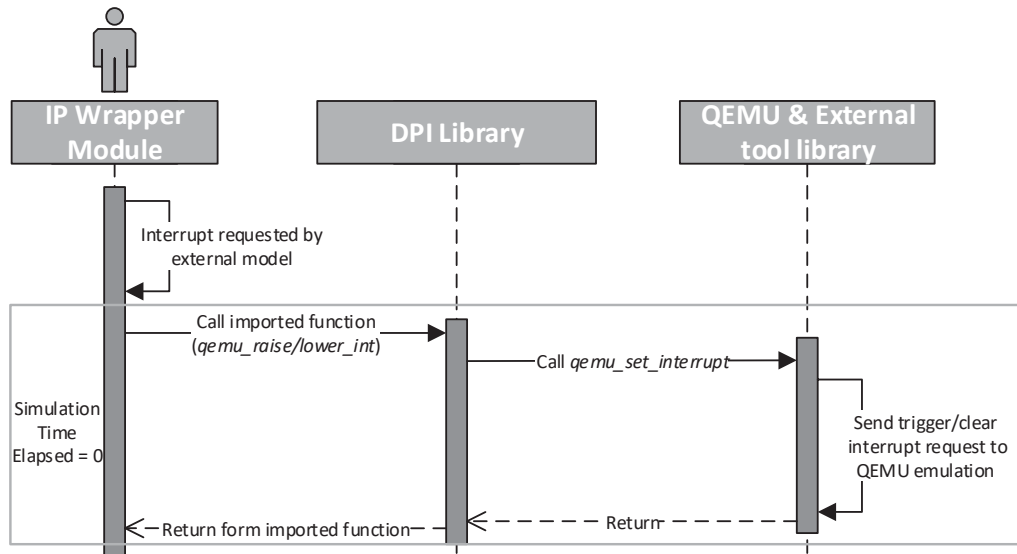 IP Wrapper
Module
DPI Library
QEMU & External
tool library
Interrupt requested by
external model
Call imported function
(qemu_raise/lower_int)
Call qemu_set_interrupt
Simulation
Time
Elapsed = 0
Send trigger/clear
interrupt request to
QEMU emulation
Return
Return form imported function